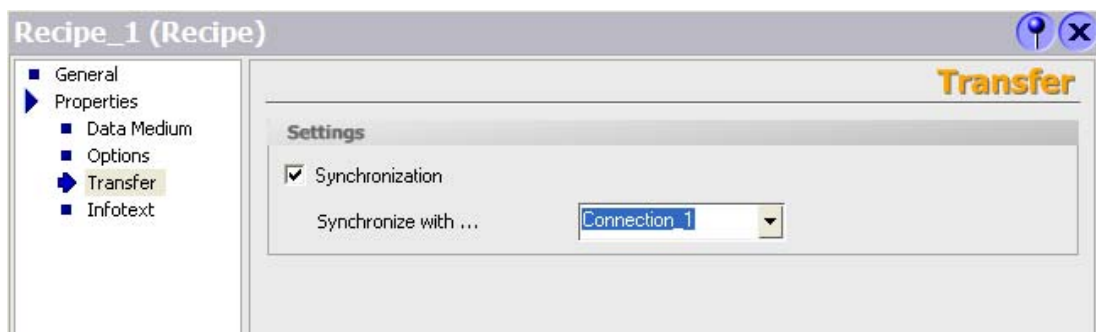 Recipe_1 (Recipe)
General
Properties
Data Medium
Options
Transfer
Infotext
Transfer
Settings
Synchronization
Synchronize with ...
Connection_1